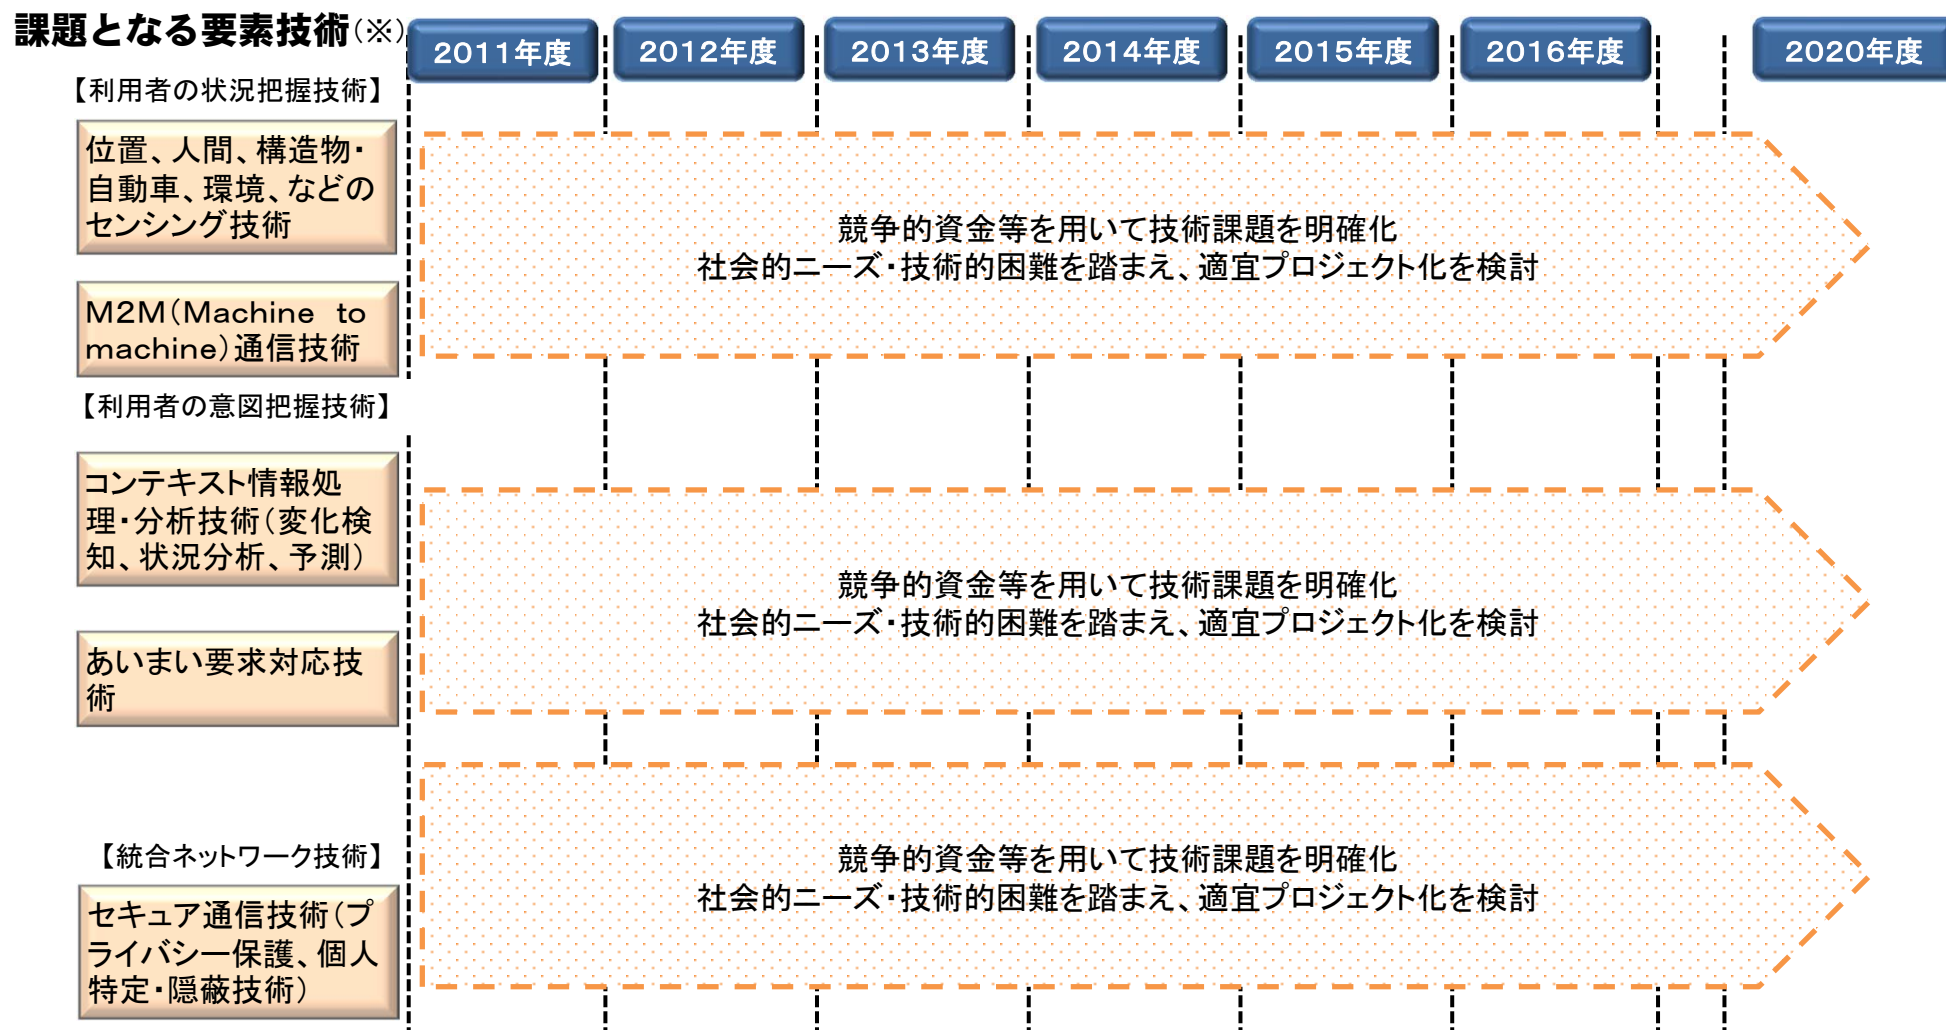 課題となる要素技術(※)
2011年度 2012年度 2013年度 2014年度 2015年度 2016年度 2020年度
【利用者の状況把握技術】
位置、人間、構造物・
自動車、環境、などの
センシング技術
M2M(Machine to
machine)通信技術
競争的資金等を用いて技術課題を明確化
社会的ニーズ・技術的困難を踏まえ、適宜プロジェクト化を検討
【利用者の意図把握技術】
コンテキスト情報処
理・分析技術(変化検
知、状況分析、予測)
あいまい要求対応技
術
競争的資金等を用いて技術課題を明確化
社会的ニーズ・技術的困難を踏まえ、適宜プロジェクト化を検討
【統合ネットワーク技術】
セキュア通信技術(プ
ライバシー保護、個人
特定・隠蔽技術)
競争的資金等を用いて技術課題を明確化
社会的ニーズ・技術的困難を踏まえ、適宜プロジェクト化を検討